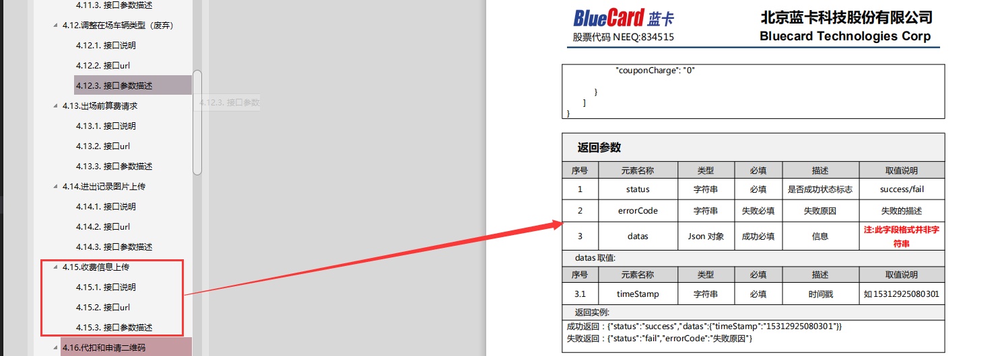 4.11.3. 接口参数描述
4.12.调整在场车辆类型（废弃）
4.12.1. 接口说明
4.12.2. 接口url
4.12.3. 接口参数描述
4.12.3. 接口参数
4.13.出场前算费请求
4.13.1. 接口说明
4.13.2. 接口url
4.13.3. 接口参数描述
4.14.进出记录图片上传
4.14.1. 接口说明
4.14.2. 接口url
4.14.3. 接口参数描述
4.15.收费信息上传
4.15.1. 接口说明
4.15.2. 接口url
4.15.3. 接口参数描述
4.16.代扣和申请二维码
BlueCard 蓝卡
股票代码 NEEQ:834515
北京蓝卡科技股份有限公司
Bluecard Technologies Corp
"couponCharge": "0"
}
]
}
返回参数
序号 元素名称 类型 必填 描述 取值说明
1 status 字符串 必填 是否成功状态标志 success/fail
2 errorCode 字符串 失败必填 失败原因 失败的描述
3 datas Json 对象 成功必填 信息 注:此字段格式并非字
符串
datas 取值:
序号 元素名称 类型 必填 描述 取值说明
3.1 timeStamp 字符串 必填 时间戳 如 15312925080301
返回实例:
成功返回：{"status":"success","datas":{"timeStamp":"15312925080301"}}
失败返回：{"status":"fail","errorCode":"失败原因"}